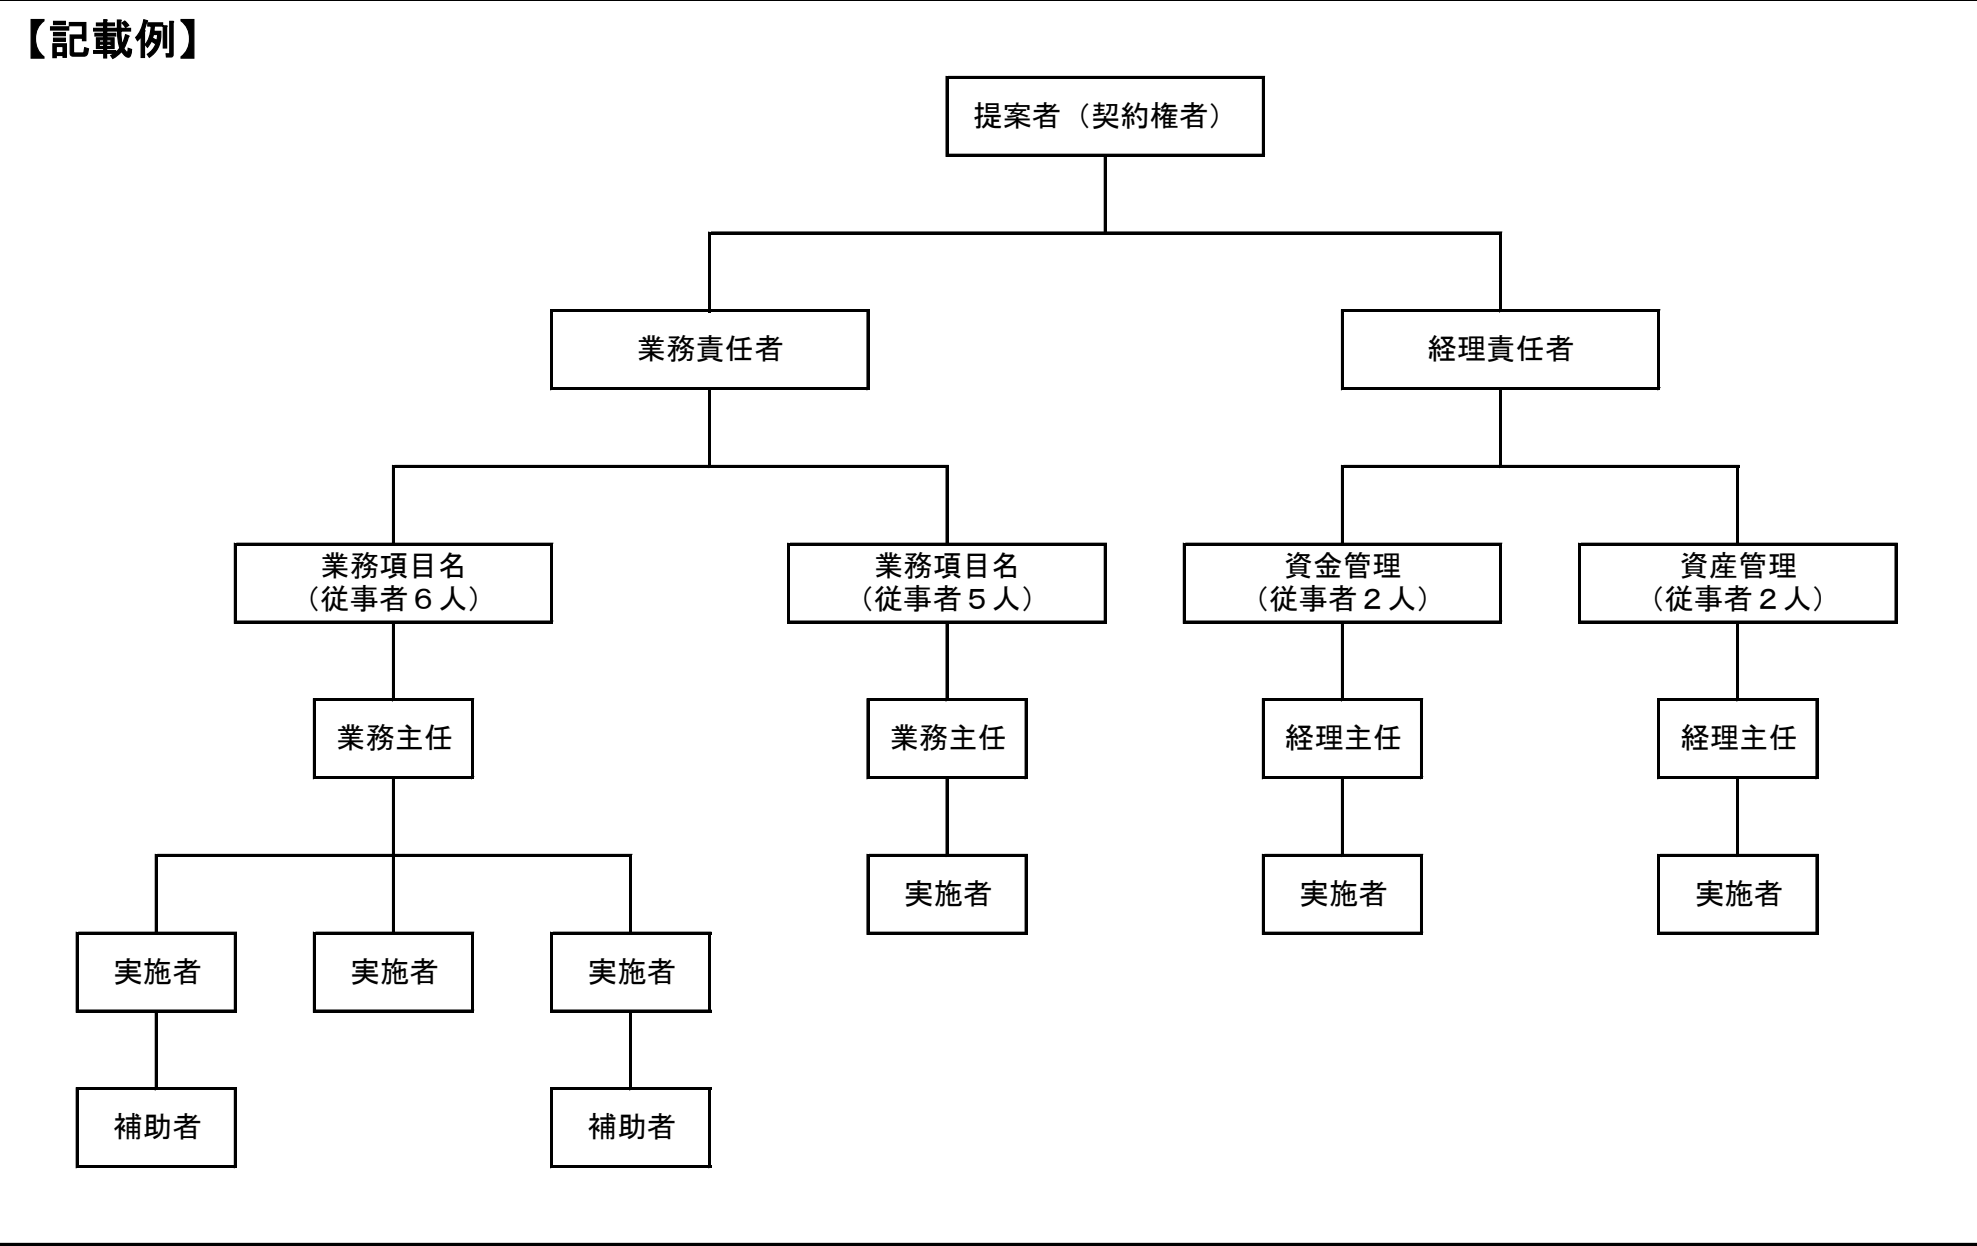 【記載例】
提案者（契約権者）
業務責任者
経理責任者
業務項目名
（従事者６人）
業務項目名
（従事者５人）
資金管理
（従事者２人）
資産管理
（従事者２人）
業務主任
業務主任
経理主任
経理主任
実施者
実施者
実施者
実施者
実施者
実施者
補助者
補助者